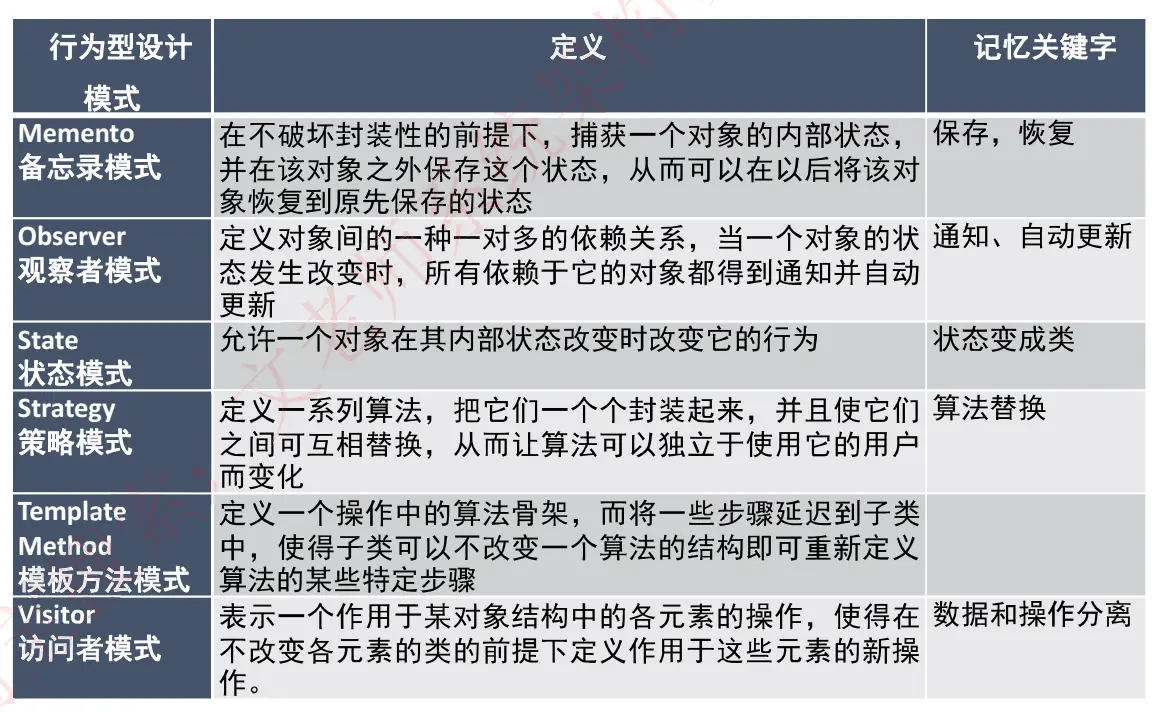 行为型设计
模式
定义
记忆关键字
Memento
备忘录模式
在不破坏封装性的前提下，捕获一个对象的内部状态，
并在该对象之外保存这个状态，从而可以在以后将该对
象恢复到原先保存的状态
保存，恢复
Observer
观察者模式
定义对象间的一种一对多的依赖关系，当一个对象的状
态发生改变时，所有依赖于它的对象都得到通知并自动
更新
通知、自动更新
State
状态模式
允许一个对象在其内部状态改变时改变它的行为
状态变成类
Strategy
策略模式
定义一系列算法，把它们一个个封装起来，并且使它们
之间可互相替换，从而让算法可以独立于使用它的用户
而变化
算法替换
Template
Method
模板方法模式
定义一个操作中的算法骨架，而将一些步骤延迟到子类
中，使得子类可以不改变一个算法的结构即可重新定义
算法的某些特定步骤
Visitor
访问者模式
表示一个作用于某对象结构中的各元素的操作，使得在
不改变各元素的类的前提下定义作用于这些元素的新操
作。
数据和操作分离